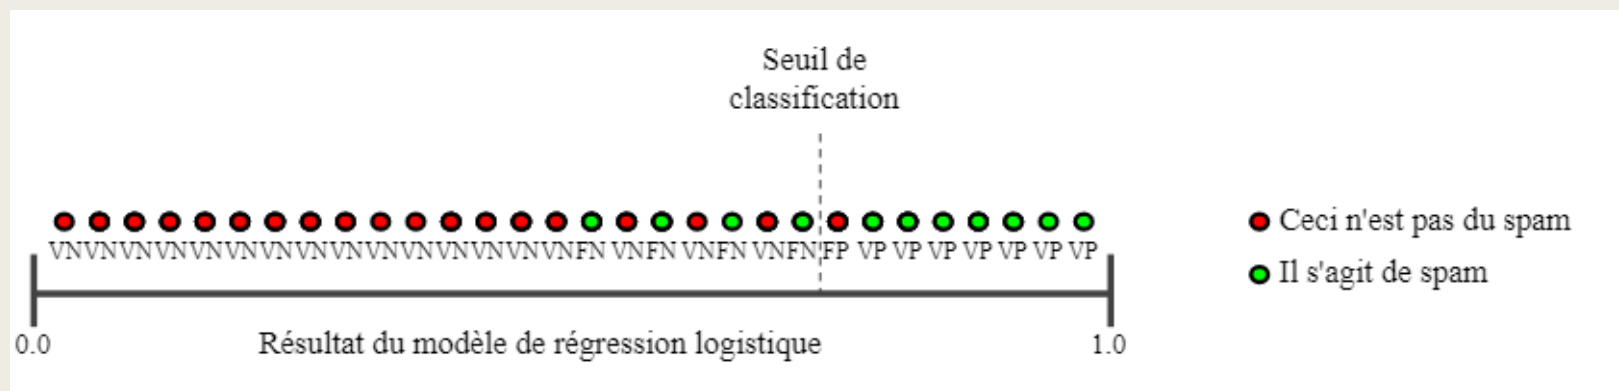 Seuil de
classification
VNVNVNVNVNVNVNVNVNVNVNVNVNVNVNFN VNFN VNFN VNFN FP VP VP VP VP VP VP VP
Ceci n'est pas du spam
Il s'agit de spam
0.0 Résultat du modèle de régression logistique 1.0